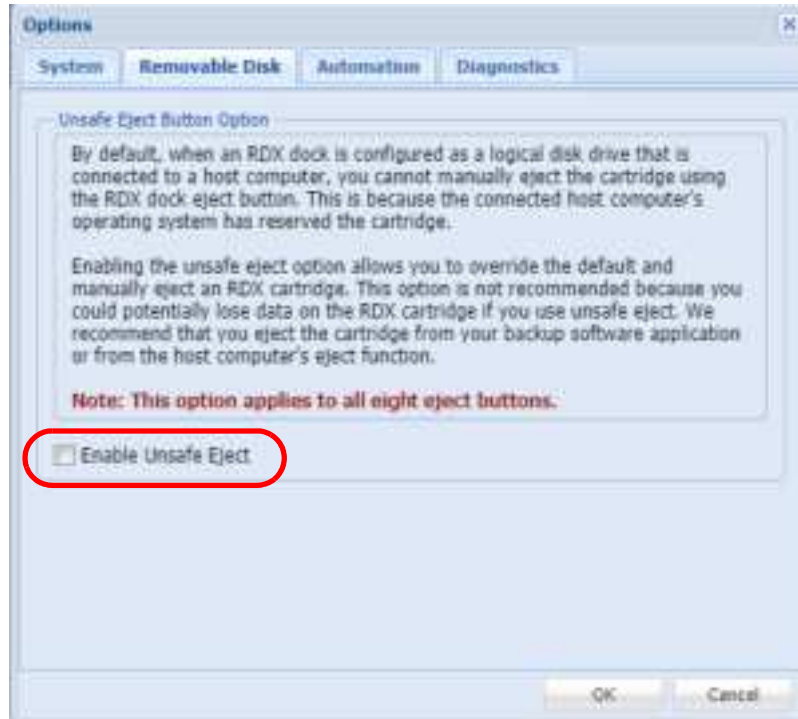 Options
System Removable Disk Automation Diagnostics
Unsafe Eject Button Option
By default, when an RDX dock is configured as a logical disk drive that is
connected to a host computer, you cannot manually eject the cartridge using
the RDX dock eject button. This is because the connected host computer's
operating system has reserved the cartridge.
Enabling the unsafe eject option allows you to override the default and
manually eject an RDX cartridge. This option is not recommended because you
could potentially lose data on the RDX cartridge if you use unsafe eject. We
recommend that you eject the cartridge from your backup software application
or from the host computer's eject function.
Note: This option applies to all eight eject buttons.
Enable Unsafe Eject
OK Cancel